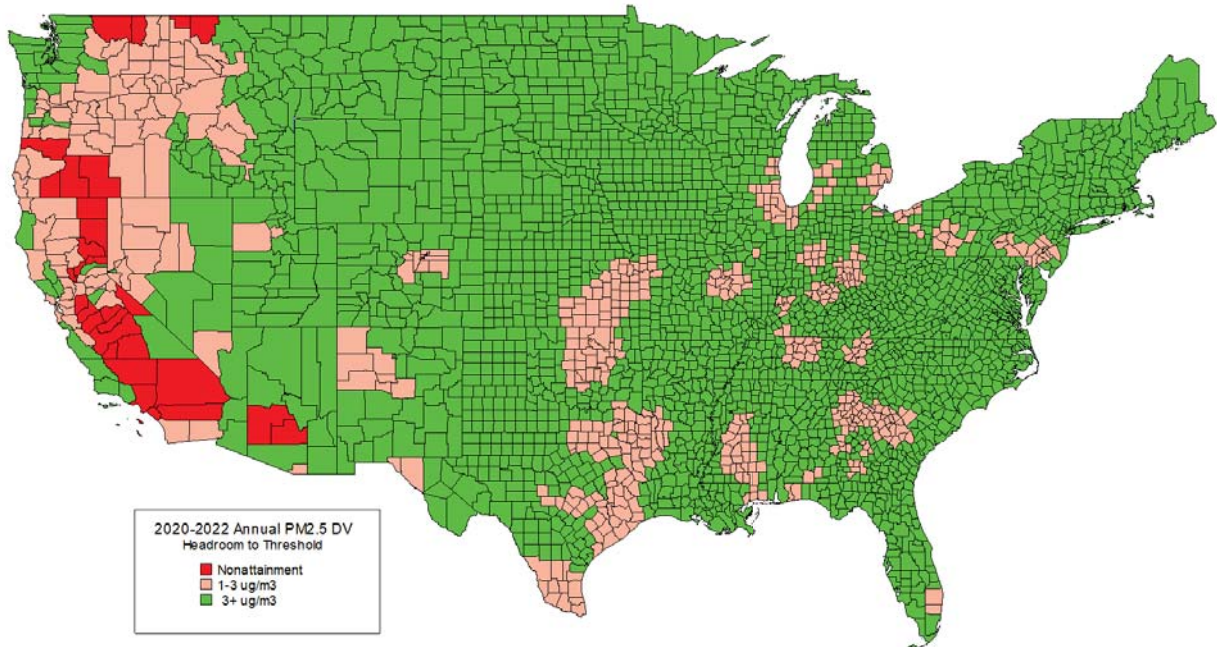 2020-2022 Annual PM2.5 DV
Headroom to Threshold
Nonattainment
1-3 ug/m3
3+ ug/m3